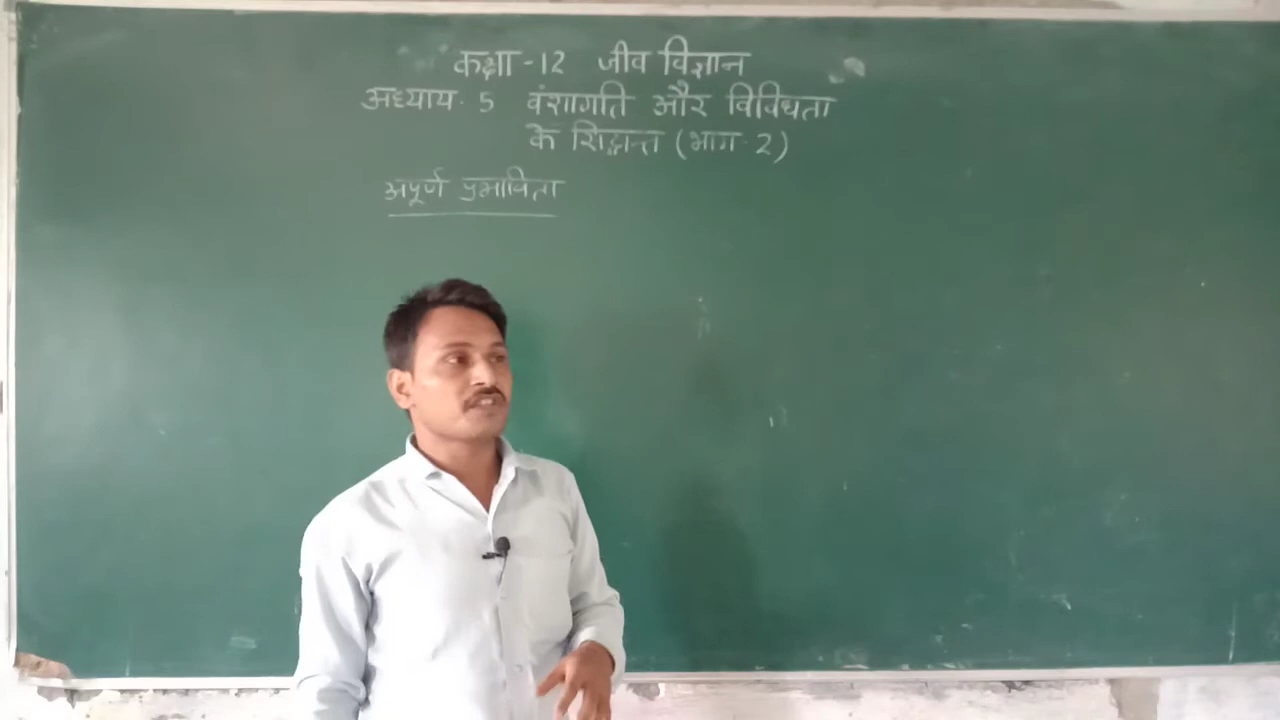 कक्षा -12 जीव विज्ञान
अध्याय- 5 वंशागति और विविधता
के सिद्धान्त (भाग-2)
अपूर्ण प्रभाविता